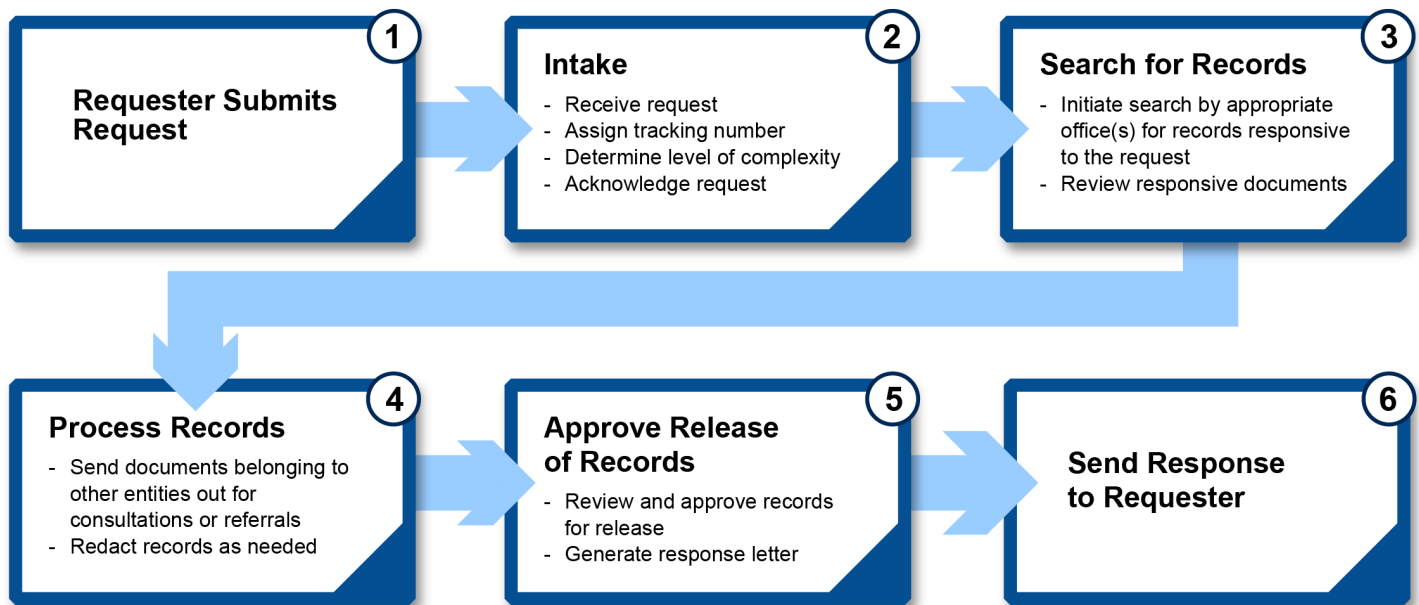 1
Requester Submits
Request
2
Intake
- Receive request
- Assign tracking number
- Determine level of complexity
- Acknowledge request
3
Search for Records
- Initiate search by appropriate
office(s) for records responsive
to the request
- Review responsive documents
4
Process Records
- Send documents belonging to
other entities out for
consultations or referrals
- Redact records as needed
5
Approve Release
of Records
- Review and approve records
for release
- Generate response letter
6
Send Response
to Requester